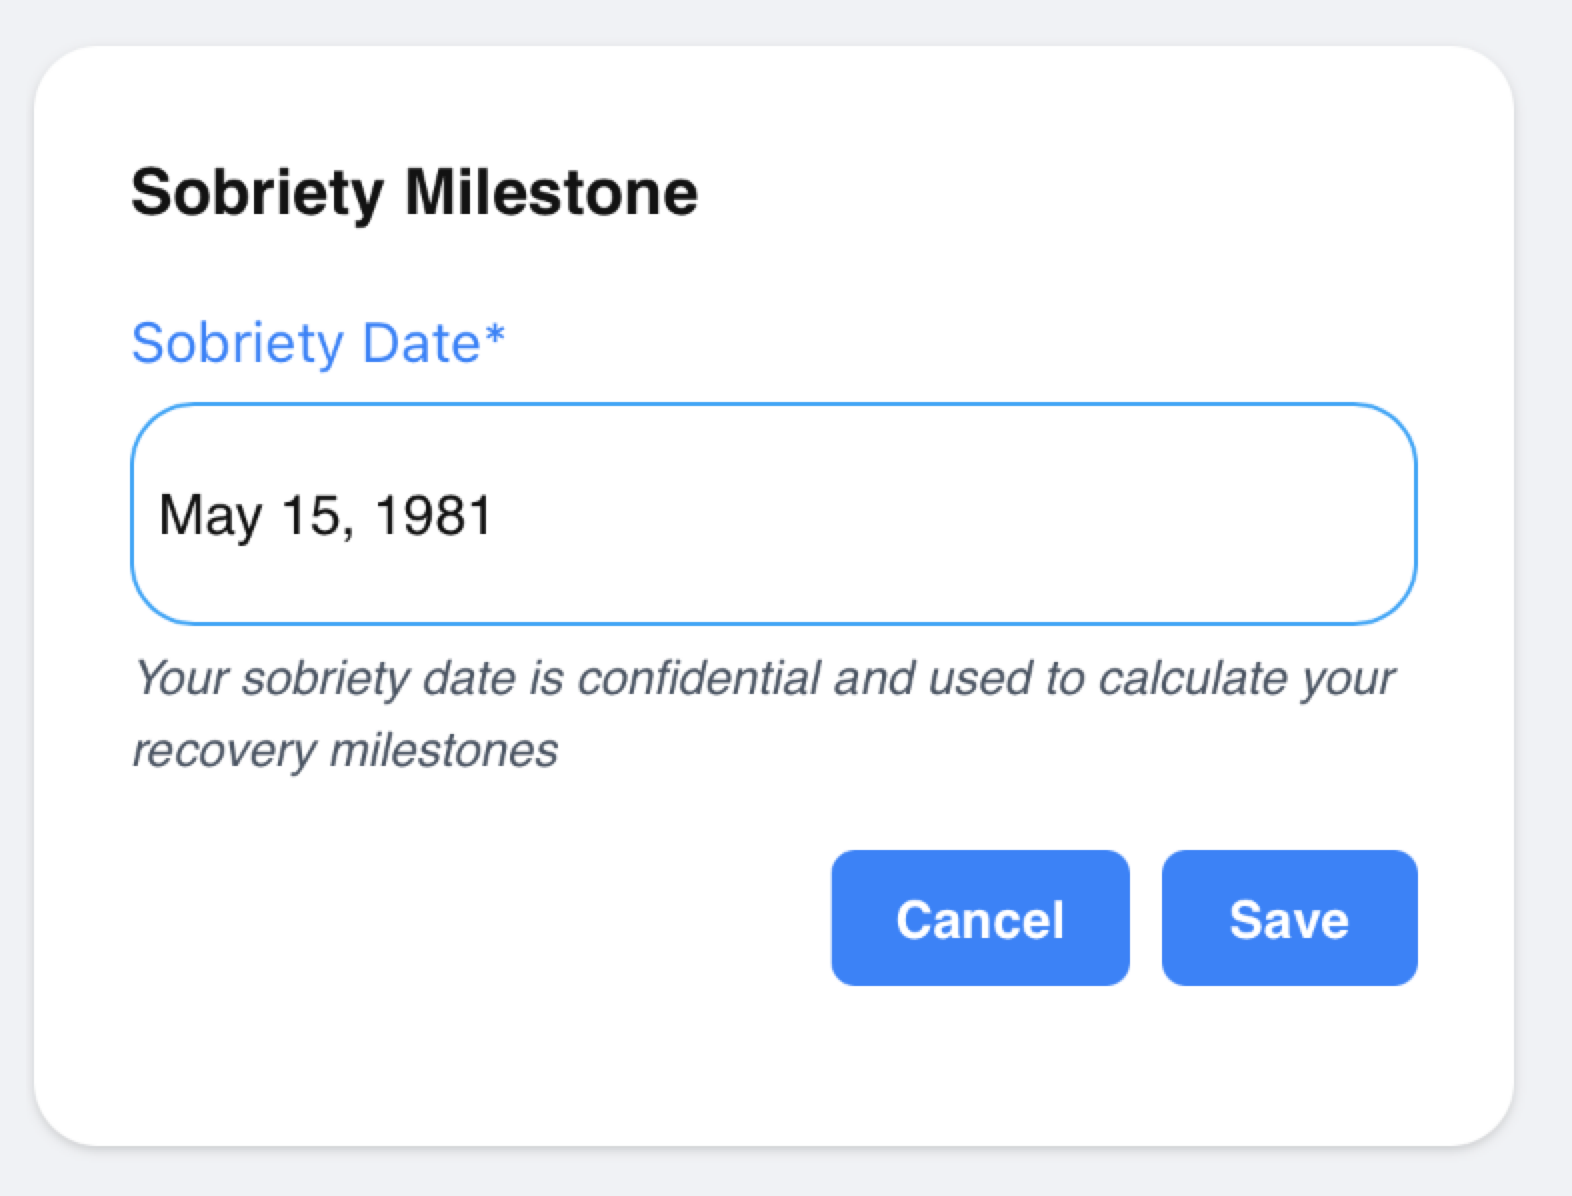 Sobriety Milestone
Sobriety Date*
May 15, 1981
Your sobriety date is confidential and used to calculate your
recovery milestones
Cancel Save